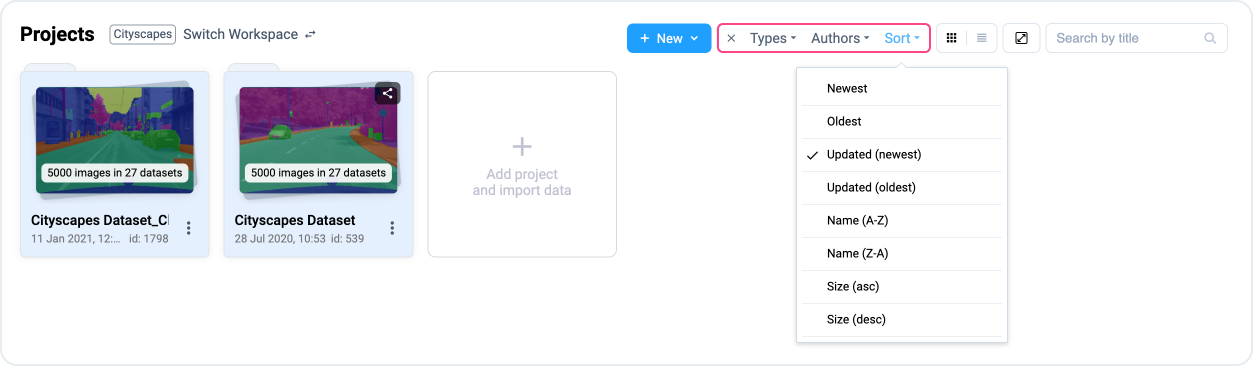 Projects
Cityscapes
Switch Workspace
+ New
× Types
Authors
Sort
Search by title
5000 images in 27 datasets
Cityscapes Dataset_Cl
11 Jan 2021, 12:... id: 1798
5000 images in 27 datasets
Cityscapes Dataset
28 Jul 2020, 10:53 id: 539
Add project
and import data
Newest
Oldest
Updated (newest)
Updated (oldest)
Name (A-Z)
Name (Z-A)
Size (asc)
Size (desc)